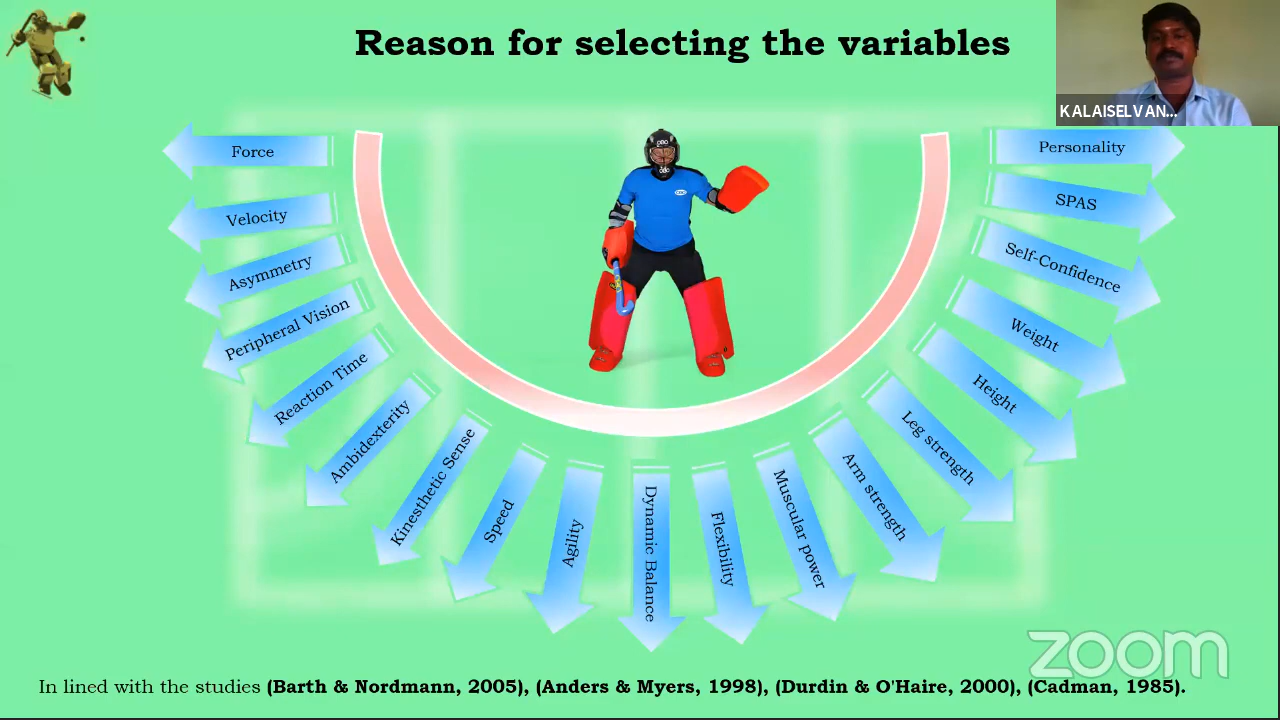 Reason for selecting the variables
KALAISELVAN...
Force
Velocity
Asymmetry
Peripheral Vision
Reaction Time
Ambidexterity
Kinesthetic Sense
Speed
Agility
Dynamic Balance
Flexibility
Muscular power
Arm strength
Leg strength
Height
Weight
Self-Confidence
SPAS
Personality
OBO
OBO
zoom
In lined with the studies (Barth & Nordmann, 2005), (Anders & Myers, 1998), (Durdin & O'Haire, 2000), (Cadman, 1985).